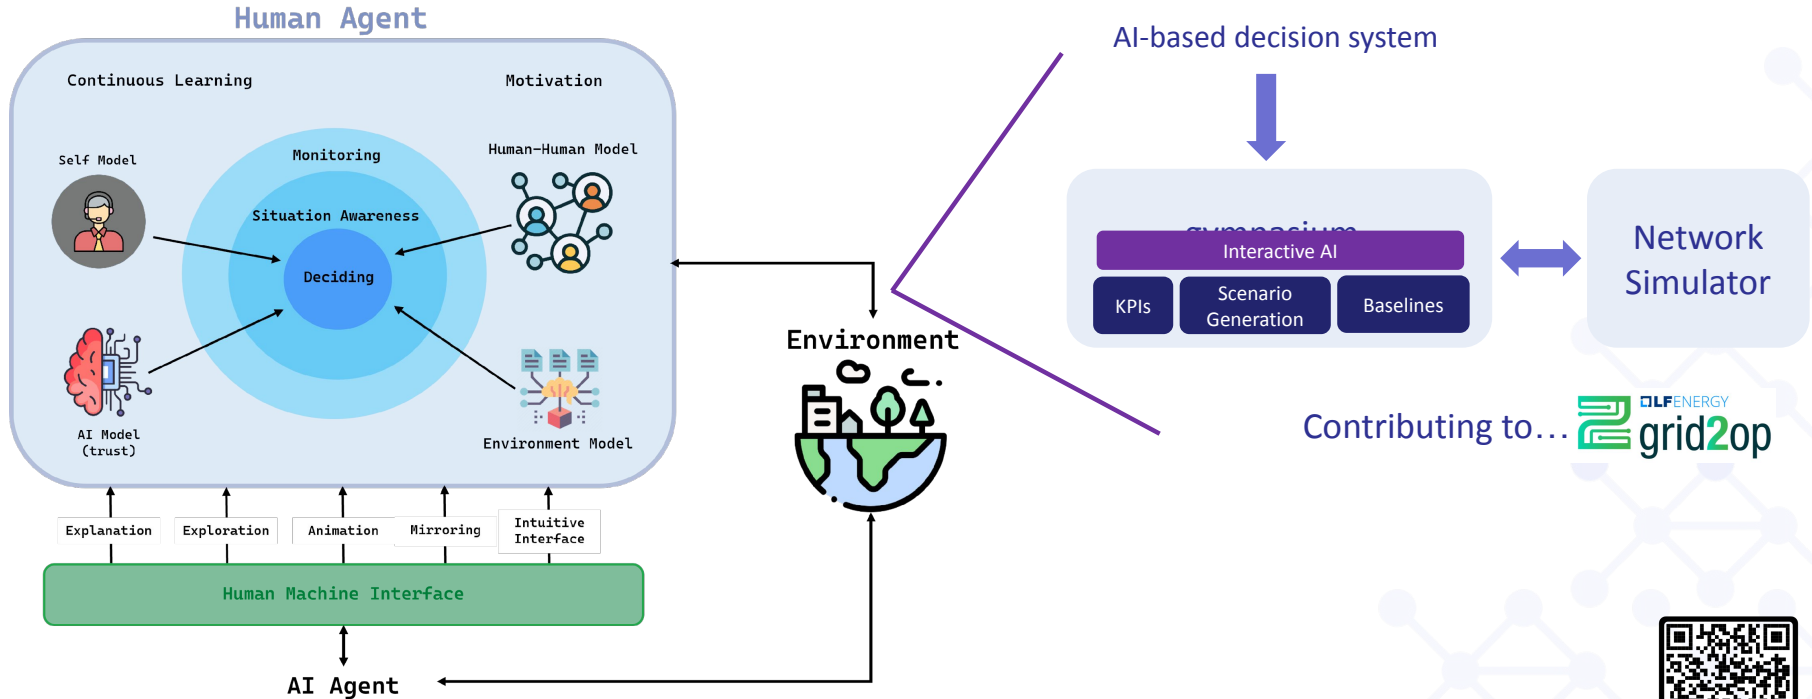 Human Agent
Continuous Learning
Motivation
Self Model
Monitoring
Human-Human Model
Situation Awareness
Deciding
AI Model
(trust)
Environment Model
Explanation
Exploration
Animation
Mirroring
Intuitive
Interface
Human Machine Interface
AI Agent
Environment
AI-based decision system
gymnasium
Interactive AI
KPIs
Scenario
Generation
Baselines
Network
Simulator
Contributing to...
LFENERGY
grid2op